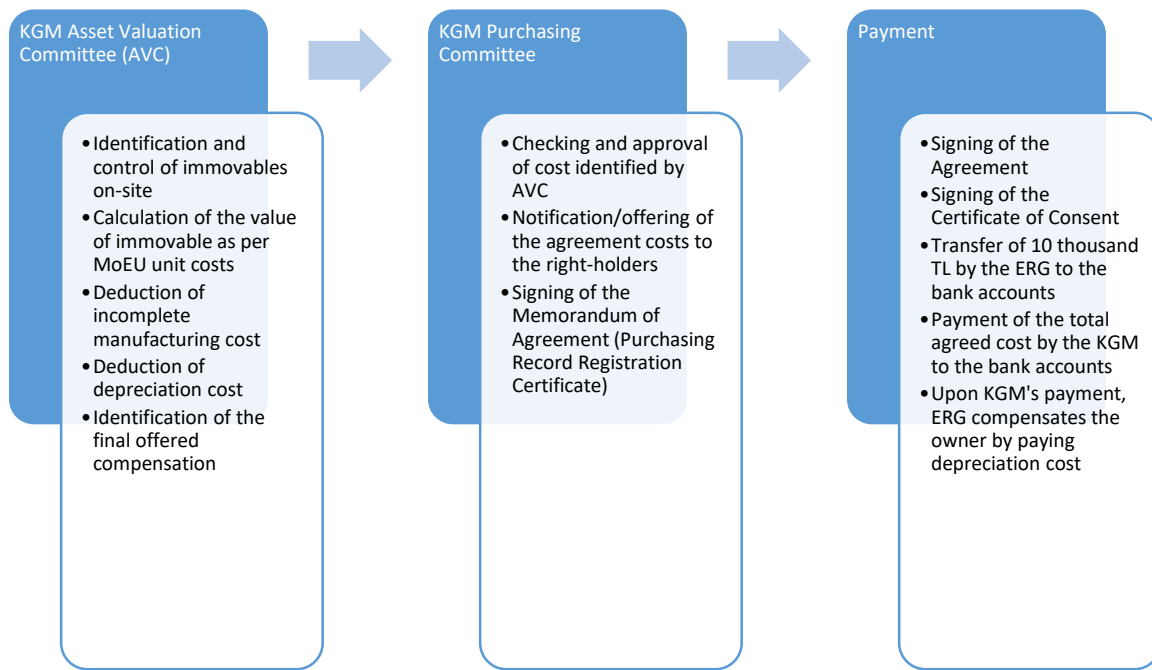 KGM Asset Valuation
Committee (AVC)
•Identification and
control of immovables
on-site
•Calculation of the value
of immovable as per
MoEU unit costs
•Deduction of
incomplete
manufacturing cost
•Deduction of
depreciation cost
•Identification of the
final offered
compensation
KGM Purchasing
Committee
•Checking and approval
of cost identified by
AVC
•Notification/offering of
the agreement costs to
the right-holders
•Signing of the
Memorandum of
Agreement (Purchasing
Record Registration
Certificate)
Payment
•Signing of the
Agreement
•Signing of the
Certificate of Consent
•Transfer of 10 thousand
TL by the ERG to the
bank accounts
•Payment of the total
agreed cost by the KGM
to the bank accounts
•Upon KGM's payment,
ERG compensates the
owner by paying
depreciation cost